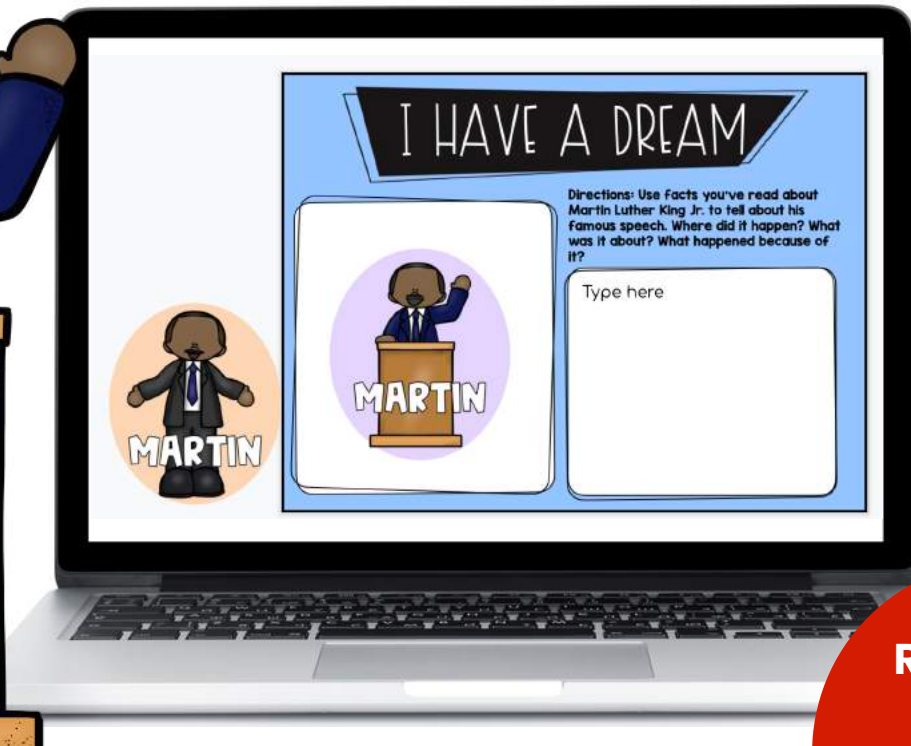 I HAVE A DREAM
Directions: Use facts you've read about
Martin Luther King Jr. to tell about his
famous speech. Where did it happen? What
was it about? What happened because of
it?
Type here
MARTIN
MARTIN
R